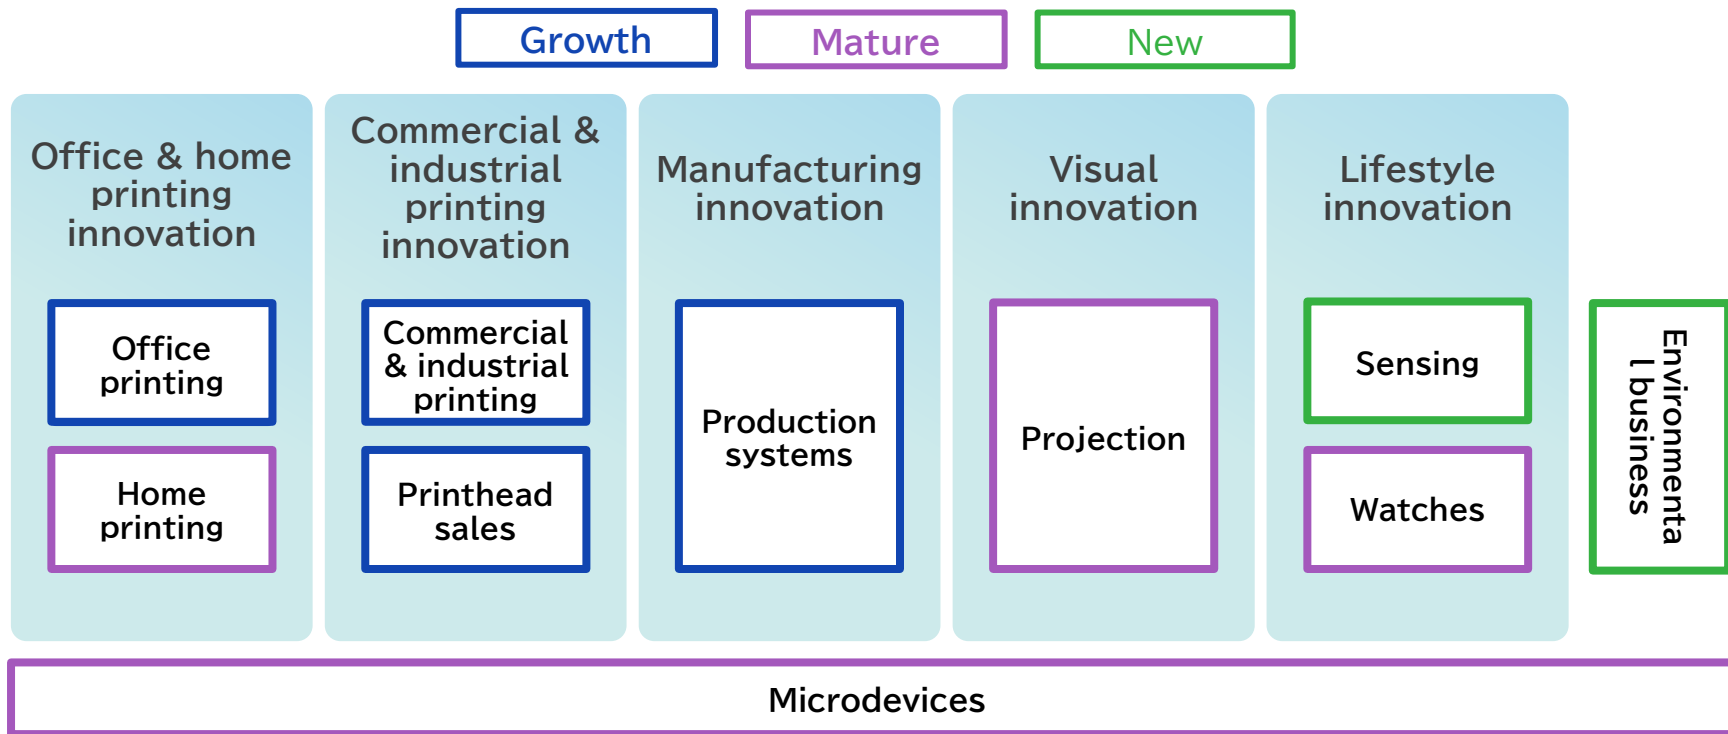 Growth
Mature
New
Office & home
printing
innovation
Commercial &
industrial
printing
innovation
Manufacturing
innovation
Visual
innovation
Lifestyle
innovation
Office
printing
Home
printing
Commercial
& industrial
printing
Printhead
sales
Production
systems
Projection
Sensing
Watches
Environmenta
l business
Microdevices